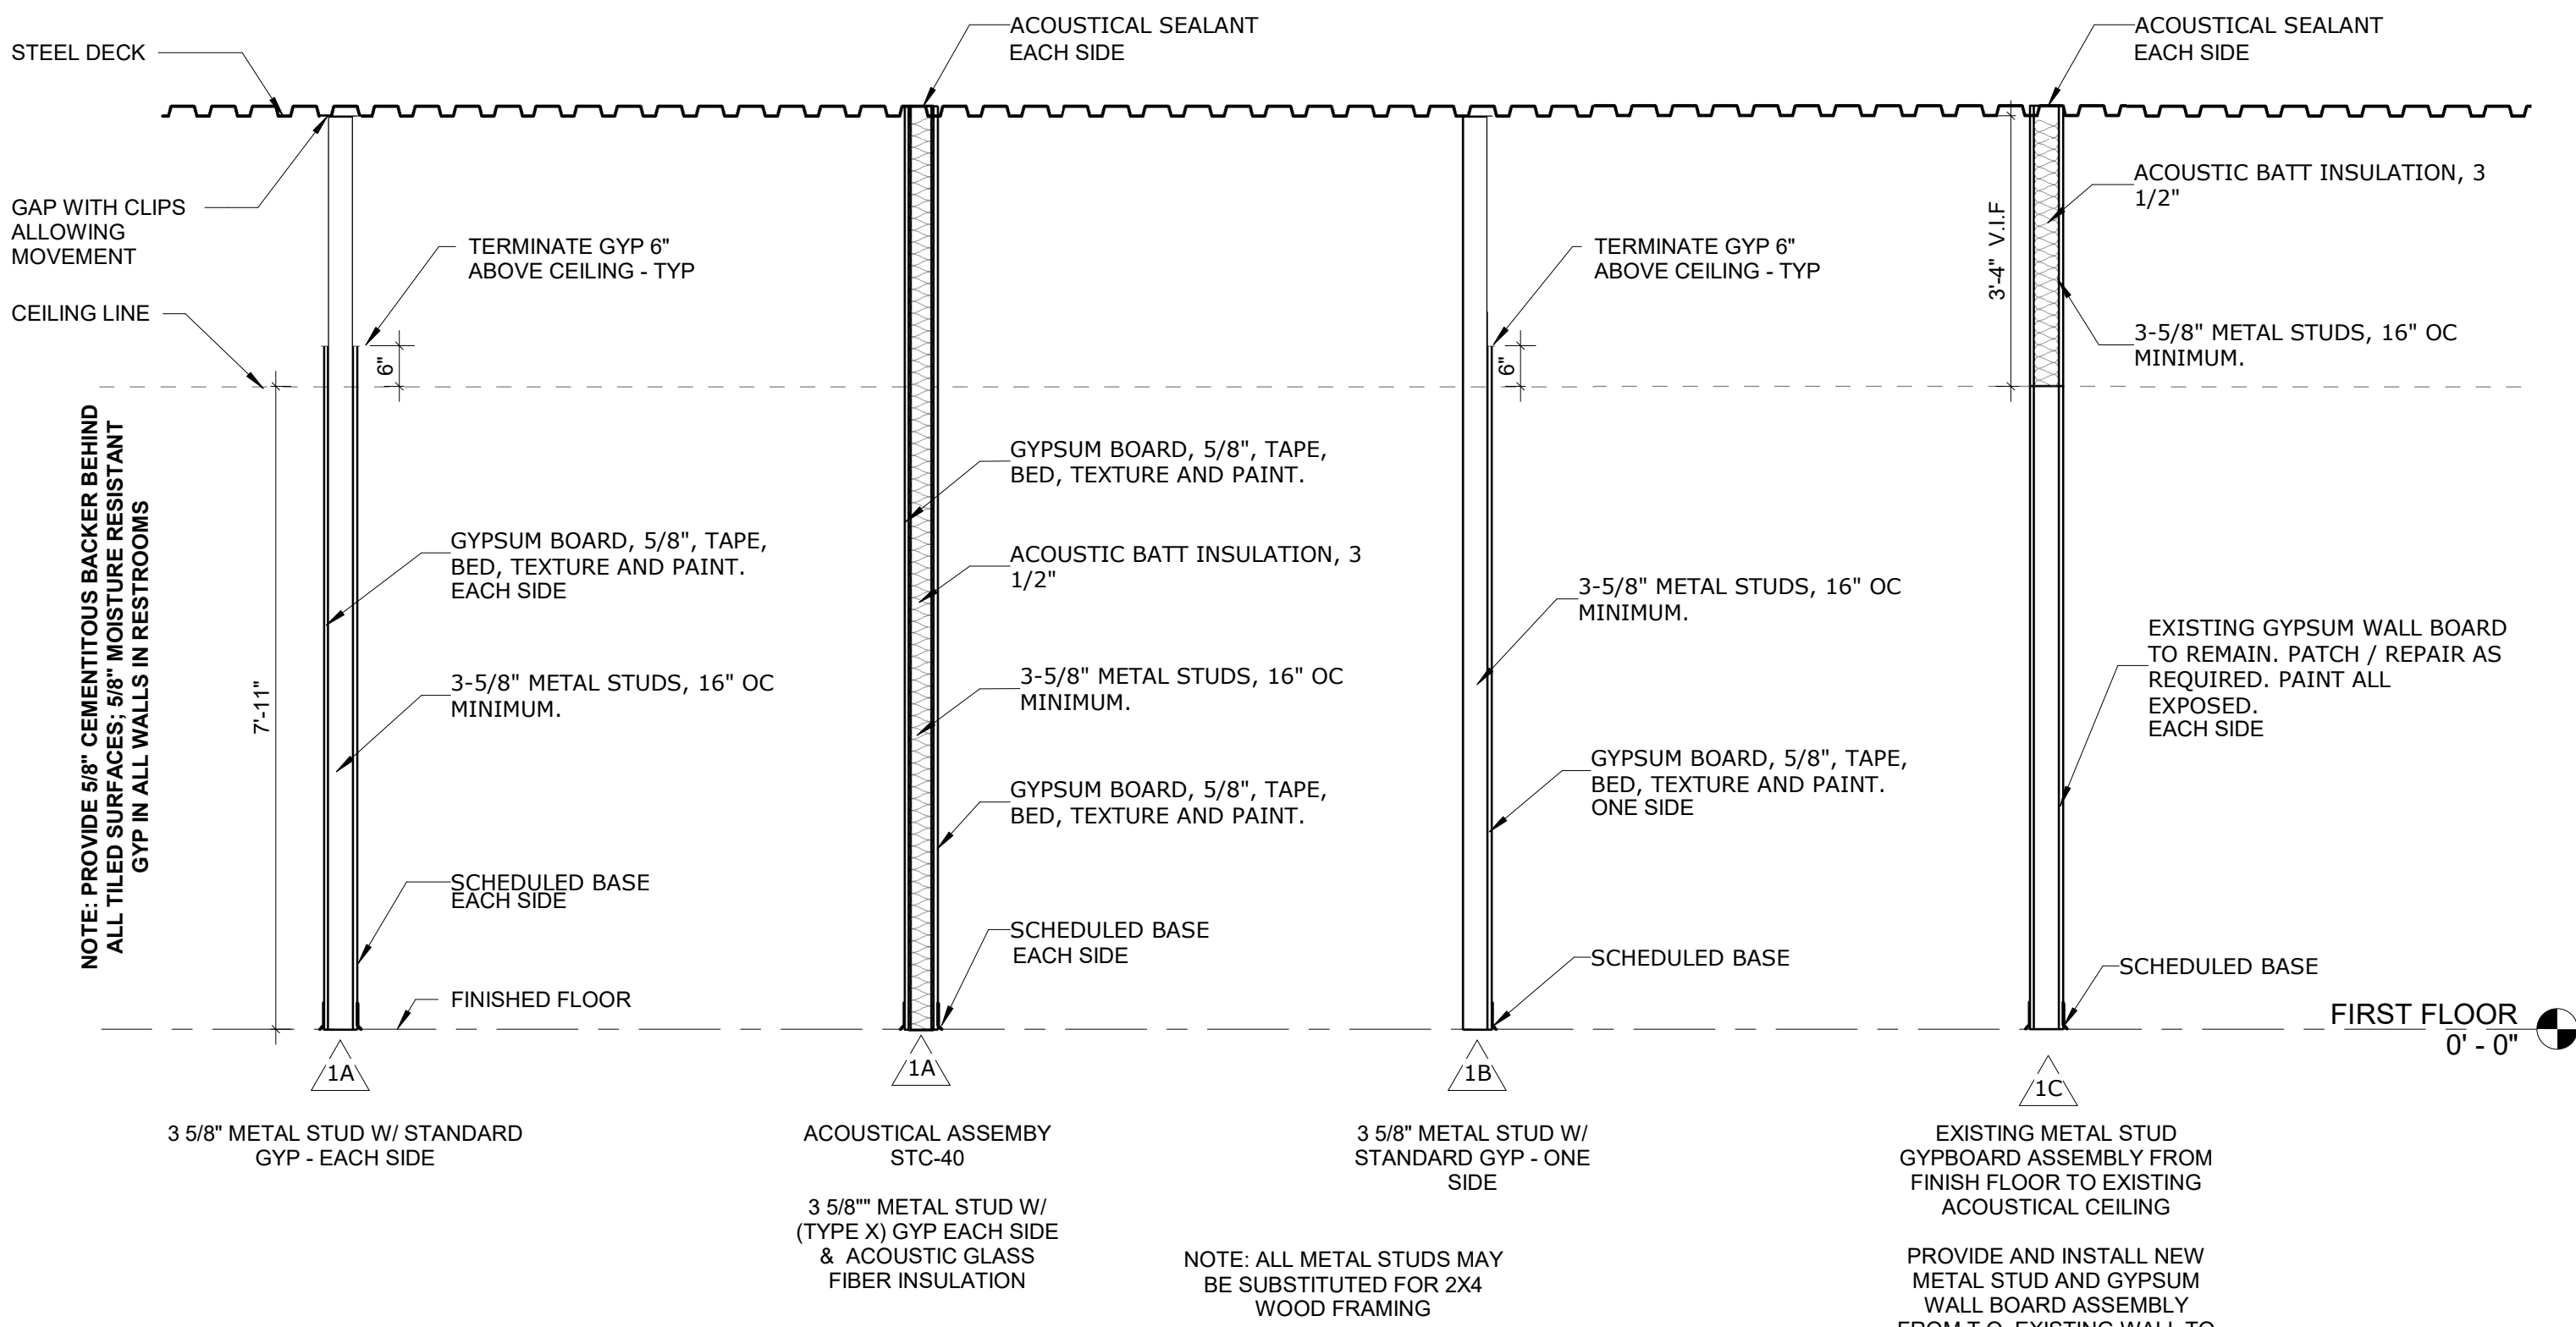 STEEL DECK
GAP WITH CLIPS
ALLOWING
MOVEMENT
CEILING LINE
NOTE: PROVIDE 5/8" CEMENTITOUS BACKER BEHIND
ALL TILED SURFACES; 5/8" MOISTURE RESISTANT
GYP IN ALL WALLS IN RESTROOMS
7'-11"
TERMINATE GYP 6"
ABOVE CEILING - TYP
6"
GYPSUM BOARD, 5/8", TAPE,
BED, TEXTURE AND PAINT.
EACH SIDE
3-5/8" METAL STUDS, 16" OC
MINIMUM.
SCHEDULED BASE
EACH SIDE
FINISHED FLOOR
1A
3 5/8" METAL STUD W/ STANDARD
GYP - EACH SIDE
ACOUSTICAL SEALANT
EACH SIDE
GYPSUM BOARD, 5/8", TAPE,
BED, TEXTURE AND PAINT.
ACOUSTIC BATT INSULATION, 3
1/2"
3-5/8" METAL STUDS, 16" OC
MINIMUM.
GYPSUM BOARD, 5/8", TAPE,
BED, TEXTURE AND PAINT.
SCHEDULED BASE
EACH SIDE
1A
ACOUSTICAL ASSEMBY
STC-40
3 5/8"" METAL STUD W/
(TYPE X) GYP EACH SIDE
& ACOUSTIC GLASS
FIBER INSULATION
TERMINATE GYP 6"
ABOVE CEILING - TYP
6"
3-5/8" METAL STUDS, 16" OC
MINIMUM.
GYPSUM BOARD, 5/8", TAPE,
BED, TEXTURE AND PAINT.
ONE SIDE
SCHEDULED BASE
1B
3 5/8" METAL STUD W/
STANDARD GYP - ONE
SIDE
NOTE: ALL METAL STUDS MAY
BE SUBSTITUTED FOR 2X4
WOOD FRAMING
ACOUSTICAL SEALANT
EACH SIDE
ACOUSTIC BATT INSULATION, 3
1/2"
3'-4" V.I.F
3-5/8" METAL STUDS, 16" OC
MINIMUM.
EXISTING GYPSUM WALL BOARD
TO REMAIN. PATCH / REPAIR AS
REQUIRED. PAINT ALL
EXPOSED.
EACH SIDE
SCHEDULED BASE
FIRST FLOOR
0' - 0"
1C
EXISTING METAL STUD
GYPBOARD ASSEMBLY FROM
FINISH FLOOR TO EXISTING
ACOUSTICAL CEILING
PROVIDE AND INSTALL NEW
METAL STUD AND GYPSUM
WALL BOARD ASSEMBLY
FROM T.O. EXISTING WALL TO